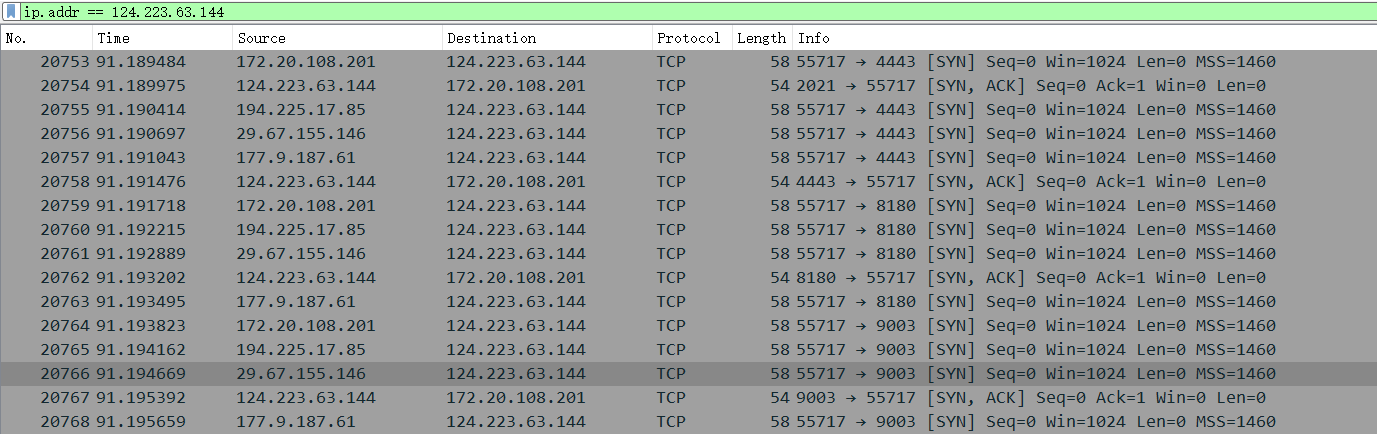 ip.addr == 124.223.63.144
No. Time Source Destination Protocol Length Info
20753 91.189484 172.20.108.201 124.223.63.144 TCP 58 55717 → 4443 [SYN] Seq=0 Win=1024 Len=0 MSS=1460
20754 91.189975 124.223.63.144 172.20.108.201 TCP 54 2021 → 55717 [SYN, ACK] Seq=0 Ack=1 Win=0 Len=0
20755 91.190414 194.225.17.85 124.223.63.144 TCP 58 55717 → 4443 [SYN] Seq=0 Win=1024 Len=0 MSS=1460
20756 91.190697 29.67.155.146 124.223.63.144 TCP 58 55717 → 4443 [SYN] Seq=0 Win=1024 Len=0 MSS=1460
20757 91.191043 177.9.187.61 124.223.63.144 TCP 58 55717 → 4443 [SYN] Seq=0 Win=1024 Len=0 MSS=1460
20758 91.191476 124.223.63.144 172.20.108.201 TCP 54 4443 → 55717 [SYN, ACK] Seq=0 Ack=1 Win=0 Len=0
20759 91.191718 172.20.108.201 124.223.63.144 TCP 58 55717 → 8180 [SYN] Seq=0 Win=1024 Len=0 MSS=1460
20760 91.192215 194.225.17.85 124.223.63.144 TCP 58 55717 → 8180 [SYN] Seq=0 Win=1024 Len=0 MSS=1460
20761 91.192889 29.67.155.146 124.223.63.144 TCP 58 55717 → 8180 [SYN] Seq=0 Win=1024 Len=0 MSS=1460
20762 91.193202 124.223.63.144 172.20.108.201 TCP 54 8180 → 55717 [SYN, ACK] Seq=0 Ack=1 Win=0 Len=0
20763 91.193495 177.9.187.61 124.223.63.144 TCP 58 55717 → 8180 [SYN] Seq=0 Win=1024 Len=0 MSS=1460
20764 91.193823 172.20.108.201 124.223.63.144 TCP 58 55717 → 9003 [SYN] Seq=0 Win=1024 Len=0 MSS=1460
20765 91.194162 194.225.17.85 124.223.63.144 TCP 58 55717 → 9003 [SYN] Seq=0 Win=1024 Len=0 MSS=1460
20766 91.194669 29.67.155.146 124.223.63.144 TCP 58 55717 → 9003 [SYN] Seq=0 Win=1024 Len=0 MSS=1460
20767 91.195392 124.223.63.144 172.20.108.201 TCP 54 9003 → 55717 [SYN, ACK] Seq=0 Ack=1 Win=0 Len=0
20768 91.195659 177.9.187.61 124.223.63.144 TCP 58 55717 → 9003 [SYN] Seq=0 Win=1024 Len=0 MSS=1460